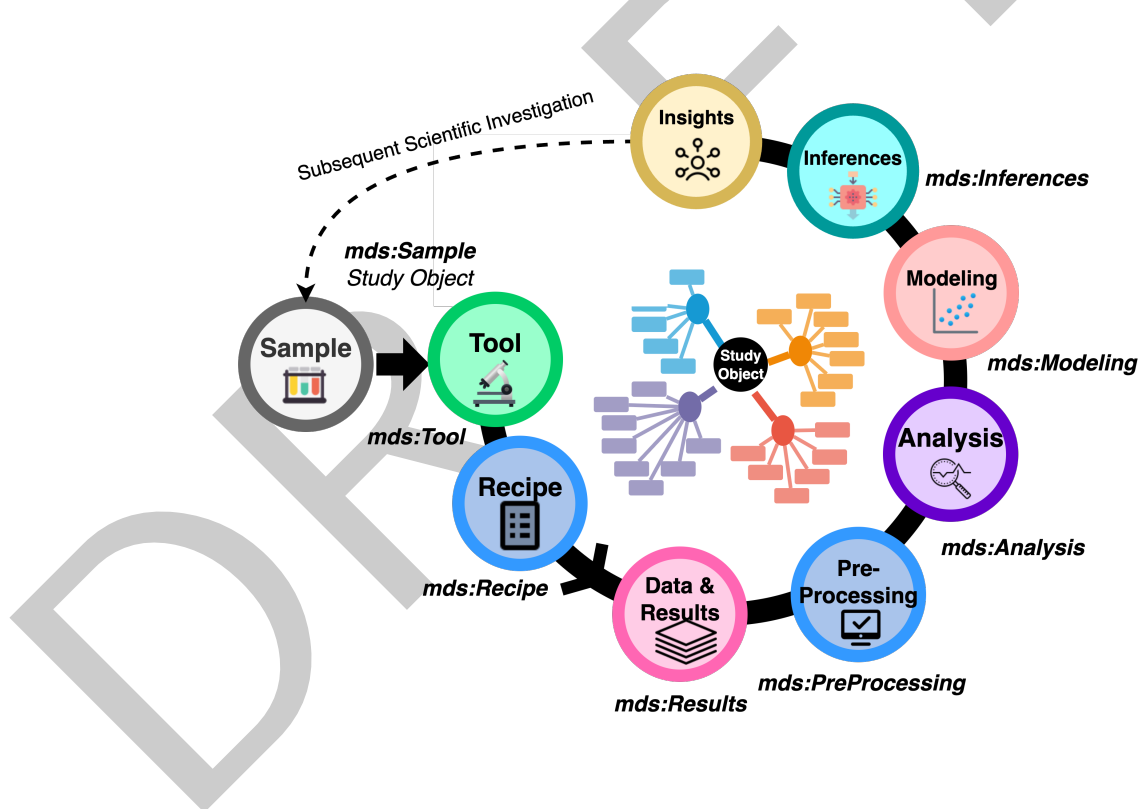 Subsequent Scientific Investigation
Insights
Inferences
mds:Inferences
mds:Sample
Study Object
Modeling
mds:Modeling
Sample
Tool
mds:Tool
Study
Object
Analysis
mds:Analysis
Recipe
mds:Recipe
Data &
Results
mds:Results
Pre-
Processing
mds:PreProcessing